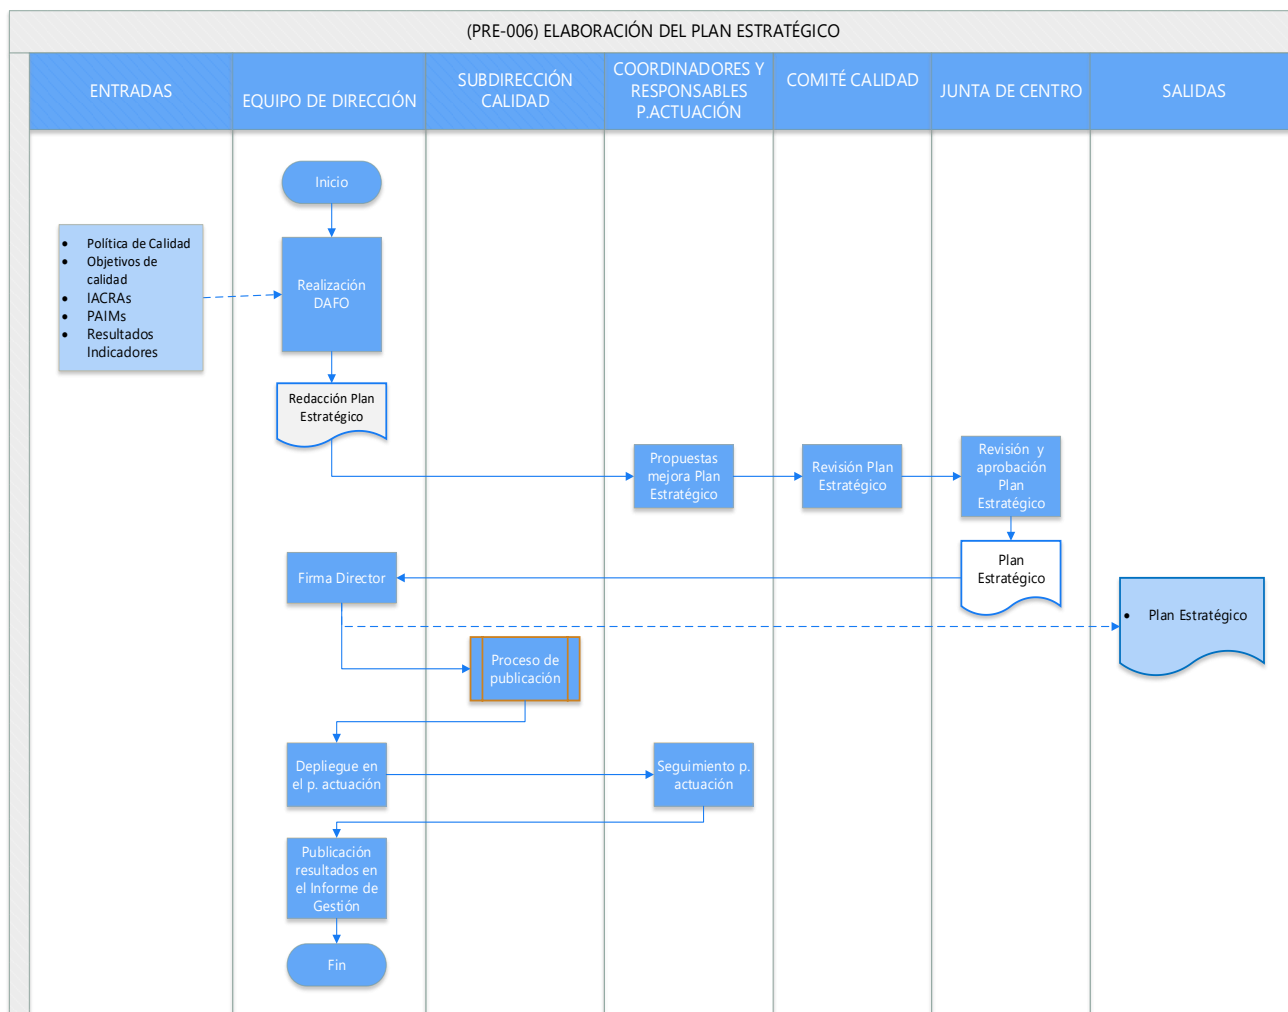 (PRE-006) ELABORACIÓN DEL PLAN ESTRATÉGICO
ENTRADAS
EQUIPO DE DIRECCIÓN
SUBDIRECCIÓN
CALIDAD
COORDINADORES Y
RESPONSABLES
P.ACTUACIÓN
COMITÉ CALIDAD
JUNTA DE CENTRO
SALIDAS
Inicio
• Política de Calidad
• Objetivos de
calidad
• IACRAs
• PAIMs
• Resultados
Indicadores
Realización
DAFO
Redacción Plan
Estratégico
Propuestas
mejora Plan
Estratégico
Revisión Plan
Estratégico
Revisión y
aprobación
Plan
Estratégico
Plan
Estratégico
Firma Director
• Plan Estratégico
Proceso de
publicación
Depliegue en
el p. actuación
Seguimiento p.
actuación
Publicación
resultados en
el Informe de
Gestión
Fin